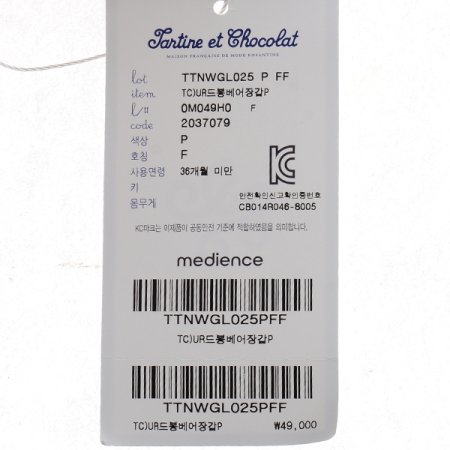 Tartine et Chocolat
MAISON FRANÇAISE DE MODE ENFANTINE
lot TTNWGL025 P FF
item TC)UR드롱베어장갑P
l/# 0M049H0 F
code 2037079
색상 P
호칭 F
사용연령 36개월 미만
키
몸무게
KC
안전확인신고확인증번호
CB014R046-8005
KC마크는 이제품이 공동안전 기준에 적합하였음을 의미합니다.
medience
TTNWGL025PFF
TC)UR드롱베어장갑P
TTNWGL025PFF
TC)UR드롱베어장갑P ₩49,000